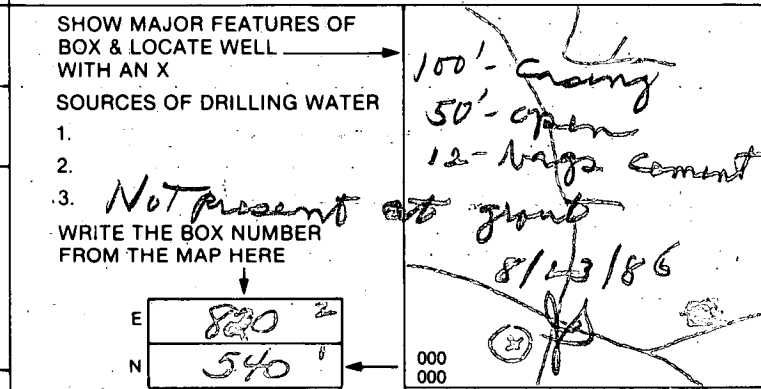 SHOW MAJOR FEATURES OF
BOX & LOCATE WELL
WITH AN X
SOURCES OF DRILLING WATER
1.
2.
3. Not present at grout
WRITE THE BOX NUMBER
FROM THE MAP HERE
E 820 2
N 540 1
100'- casing
50'- open
12- bags cement
8/23/86
000
000